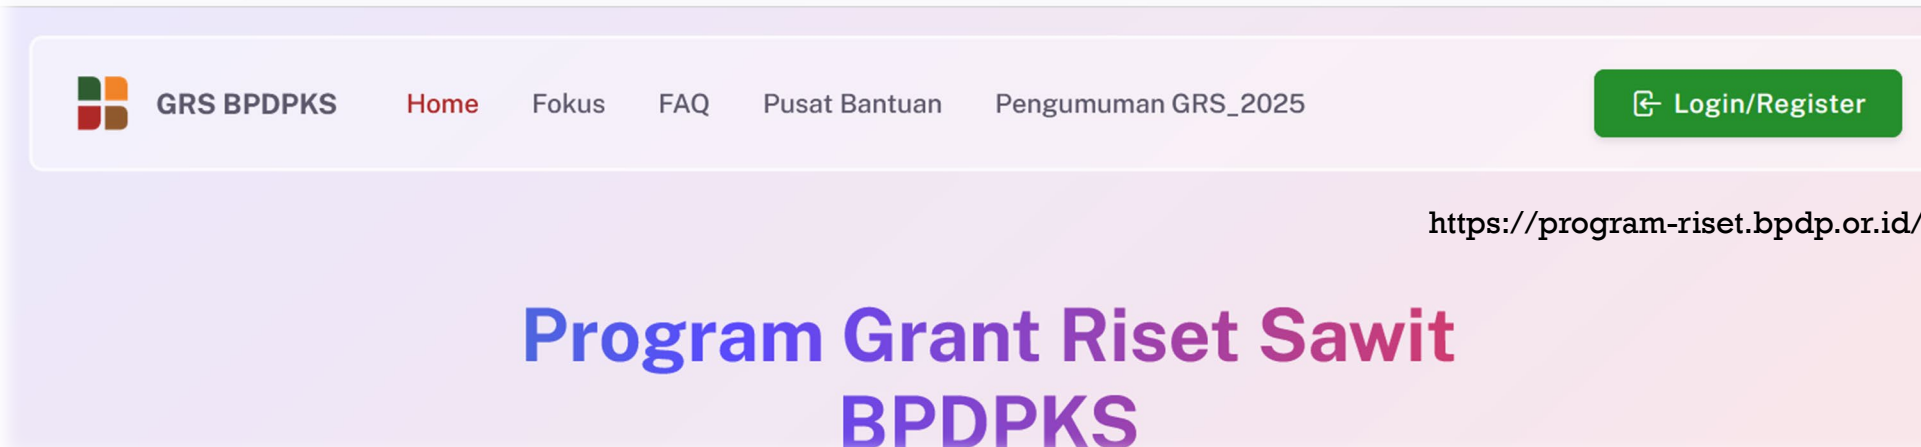 GRS BPDPKS Home Fokus FAQ Pusat Bantuan Pengumuman GRS_2025 Login/Register
https://program-riset.bpdp.or.id/
Program Grant Riset Sawit
BPDPKS